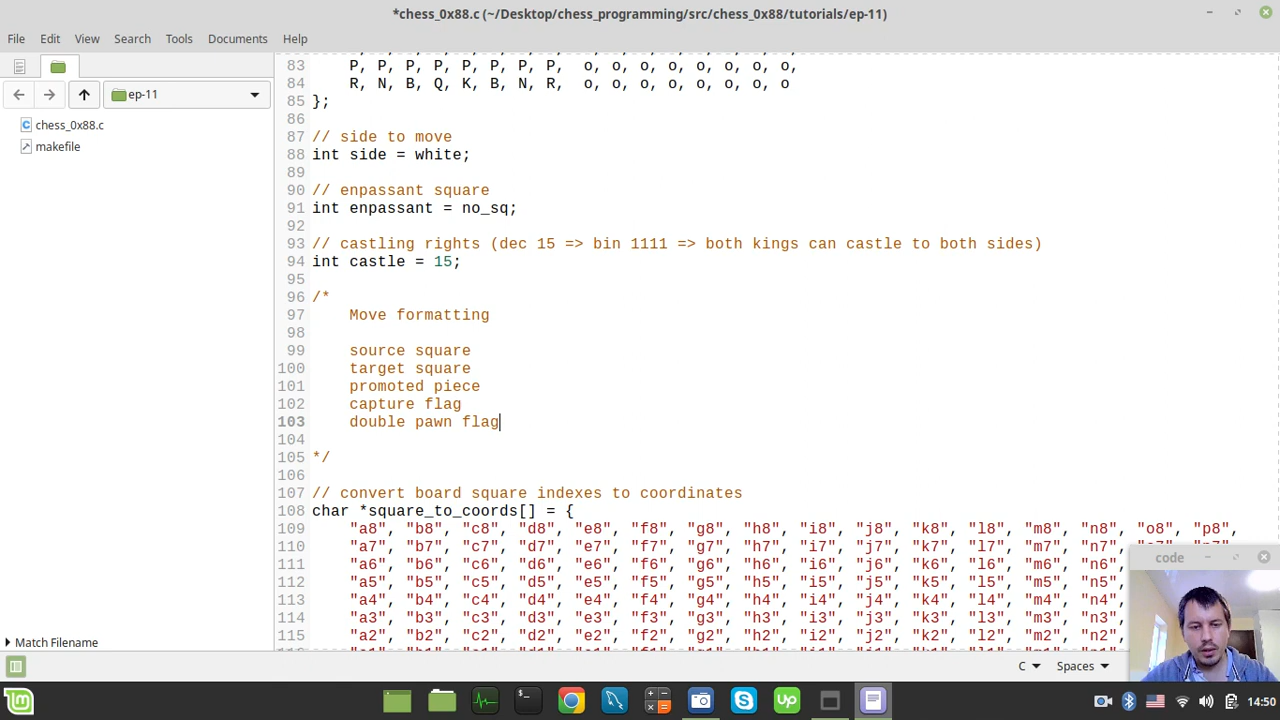 *chess_0x88.c (~/Desktop/chess_programming/src/chess_0x88/tutorials/ep-11)
File Edit View Search Tools Documents Help
ep-11
chess_0x88.c
makefile
83 P, P, P, P, P, P, P, P, o, o, o, o, o, o, o, o,
84 R, N, B, Q, K, B, N, R, o, o, o, o, o, o, o, o
85 };
86
87 // side to move
88 int side = white;
89
90 // enpassant square
91 int enpassant = no_sq;
92
93 // castling rights (dec 15 => bin 1111 => both kings can castle to both sides)
94 int castle = 15;
95
96 /*
97 Move formatting
98
99 source square
100 target square
101 promoted piece
102 capture flag
103 double pawn flag
104
105 */
106
107 // convert board square indexes to coordinates
108 char *square_to_coords[] = {
109 "a8", "b8", "c8", "d8", "e8", "f8", "g8", "h8", "i8", "j8", "k8", "l8", "m8", "n8", "o8", "p8",
110 "a7", "b7", "c7", "d7", "e7", "f7", "g7", "h7", "i7", "j7", "k7", "l7", "m7", "n7",
111 "a6", "b6", "c6", "d6", "e6", "f6", "g6", "h6", "i6", "j6", "k6", "l6", "m6", "n6",
112 "a5", "b5", "c5", "d5", "e5", "f5", "g5", "h5", "i5", "j5", "k5", "l5", "m5", "n5",
113 "a4", "b4", "c4", "d4", "e4", "f4", "g4", "h4", "i4", "j4", "k4", "l4", "m4", "n4",
114 "a3", "b3", "c3", "d3", "e3", "f3", "g3", "h3", "i3", "j3", "k3", "l3", "m3", "n3",
115 "a2", "b2", "c2", "d2", "e2", "f2", "g2", "h2", "i2", "j2", "k2", "l2", "m2", "n2",
code
Match Filename
C Spaces
14:50